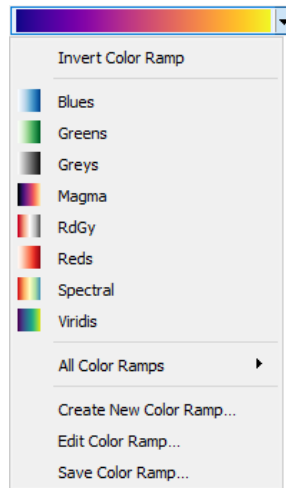 Invert Color Ramp
Blues
Greens
Greys
Magma
RdGy
Reds
Spectral
Viridis
All Color Ramps
Create New Color Ramp...
Edit Color Ramp...
Save Color Ramp...